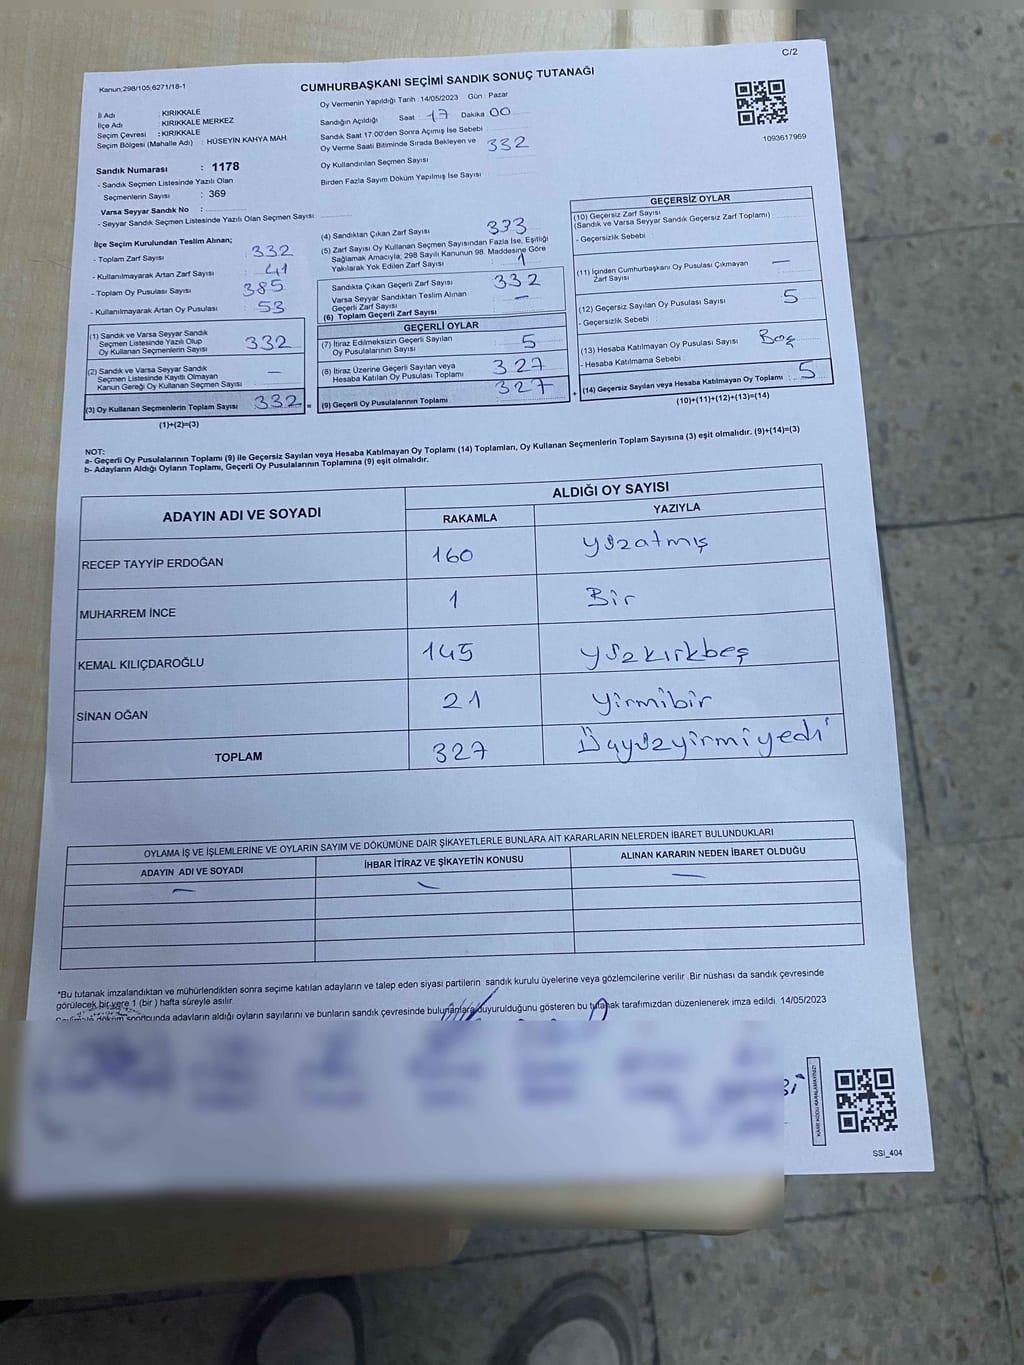 C/2
Kanun,298/105;6271/18-1
CUMHURBAŞKANI SEÇİMİ SANDIK SONUÇ TUTANAĞI
1093617969
İl Adı : KIRIKKALE
İlçe Adı : KIRIKKALE MERKEZ
Seçim Çevresi : KIRIKKALE
Seçim Bölgesi (Mahalle Adı) : HÜSEYİN KAHYA MAH.
Sandık Numarası : 1178
- Sandık Seçmen Listesinde Yazılı Olan
Seçmenlerin Sayısı : 369
Varsa Seyyar Sandık No :
- Seyyar Sandık Seçmen Listesinde Yazılı Olan Seçmen Sayısı:
Oy Vermenin Yapıldığı Tarih : 14/05/2023 Gün : Pazar
Sandığın Açıldığı Saat 17 Dakika 00
Sandık Saat 17:00'den Sonra Açımış İse Sebebi
Oy Verme Saati Bitiminde Sırada Bekleyen ve 332
Oy Kullandırılan Seçmen Sayısı
Birden Fazla Sayım Döküm Yapılmış İse Sayısı
İlçe Seçim Kurulundan Teslim Alınan;
- Toplam Zarf Sayısı 332
- Kullanılmayarak Artan Zarf Sayısı 41
- Toplam Oy Pusulası Sayısı 385
- Kullanılmayarak Artan Oy Pusulası 53
(1) Sandık ve Varsa Seyyar Sandık
Seçmen Listesinde Yazılı Olup
Oy Kullanan Seçmenlerin Sayısı 332
(2) Sandık ve Varsa Seyyar Sandık
Seçmen Listesinde Kayıtlı Olmayan
Kanun Gereği Oy Kullanan Seçmen Sayısı —
(3) Oy Kullanan Seçmenlerin Toplam Sayısı 332 =
(1)+(2)=(3)
(4) Sandıktan Çıkan Zarf Sayısı 333
(5) Zarf Sayısı Oy Kullanan Seçmen Sayısından Fazla İse, Eşitliği
Sağlamak Amacıyla; 298 Sayılı Kanunun 98. Maddesine Göre
Yakılarak Yok Edilen Zarf Sayısı 1
Sandıkta Çıkan Geçerli Zarf Sayısı 332
Varsa Seyyar Sandıktan Teslim Alınan
Geçerli Zarf Sayısı —
(6) Toplam Geçerli Zarf Sayısı
GEÇERLİ OYLAR
(7) İtiraz Edilmeksizin Geçerli Sayılan
Oy Pusulalarının Sayısı 5
(8) İtiraz Üzerine Geçerli Sayılan veya
Hesaba Katılan Oy Pusulası Toplamı 327
(9) Geçerli Oy Pusulalarının Toplamı 327 +
GEÇERSİZ OYLAR
(10) Geçersiz Zarf Sayısı
(Sandık ve Varsa Seyyar Sandık Geçersiz Zarf Toplamı)
- Geçersizlik Sebebi :
(11) İçinden Cumhurbaşkanı Oy Pusulası Çıkmayan
Zarf Sayısı —
(12) Geçersiz Sayılan Oy Pusulası Sayısı 5
- Geçersizlik Sebebi :
(13) Hesaba Katılmayan Oy Pusulası Sayısı Boş
- Hesaba Katılmama Sebebi :
(14) Geçersiz Sayılan veya Hesaba Katılmayan Oy Toplamı : 5
(10)+(11)+(12)+(13)=(14)
NOT:
a- Geçerli Oy Pusulalarının Toplamı (9) ile Geçersiz Sayılan veya Hesaba Katılmayan Oy Toplamı (14) Toplamları, Oy Kullanan Seçmenlerin Toplam Sayısına (3) eşit olmalıdır. (9)+(14)=(3)
b- Adayların Aldığı Oyların Toplamı, Geçerli Oy Pusulalarının Toplamına (9) eşit olmalıdır.
ADAYIN ADI VE SOYADI ALDIĞI OY SAYISI
RAKAMLA YAZIYLA
RECEP TAYYİP ERDOĞAN 160 yüzatmış
MUHARREM İNCE 1 Bir
KEMAL KILIÇDAROĞLU 145 yüzkırkbeş
SİNAN OĞAN 21 yirmibir
TOPLAM 327 Üçyüzyirmiyedi
OYLAMA İŞ VE İŞLEMLERİNE VE OYLARIN SAYIM VE DÖKÜMÜNE DAİR ŞİKAYETLERLE BUNLARA AİT KARARLARIN NELERDEN İBARET BULUNDUKLARI
ADAYIN ADI VE SOYADI İHBAR İTİRAZ VE ŞİKAYETİN KONUSU ALINAN KARARIN NEDEN İBARET OLDUĞU
— — —
"Bu tutanak imzalandıktan ve mühürlendikten sonra seçime katılan adayların ve talep eden siyasi partilerin sandık kurulu üyelerine veya gözlemcilerine verilir .Bir nüshası da sandık çevresinde
görülecek bir yere 1 (bir ) hafta süreyle asılır.
döküm sonucunda adayların aldığı oyların sayılarını ve bunların sandık çevresinde bulunanlara duyurulduğunu gösteren bu tutanak tarafımızdan düzenlenerek imza edildi. 14/05/2023
KARE KODU KARALAMAYINIZ!
SSİ_404